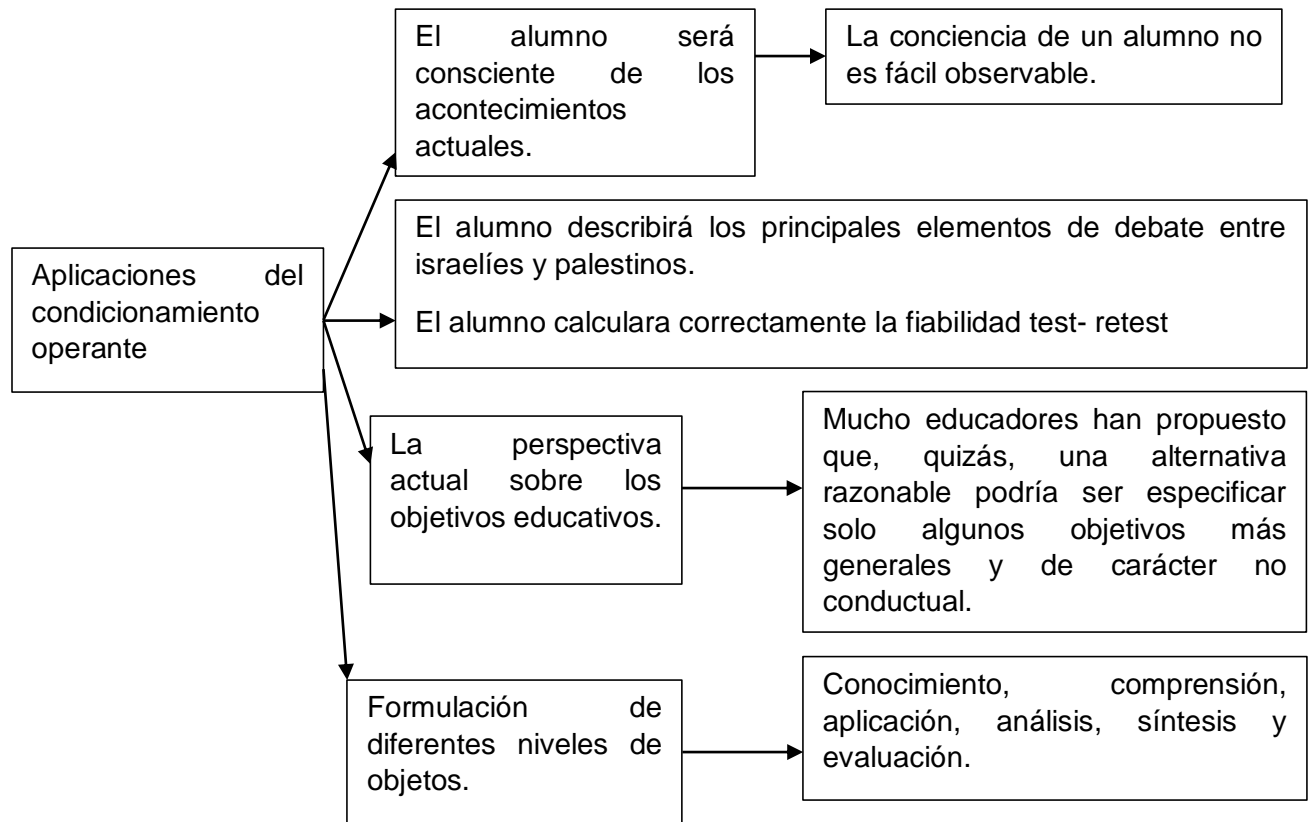 El alumno será
consciente de los
acontecimientos
actuales.
La conciencia de un alumno no
es fácil observable.
El alumno describirá los principales elementos de debate entre
israelíes y palestinos.
El alumno calculara correctamente la fiabilidad test- retest
Aplicaciones del
condicionamiento
operante
La perspectiva
actual sobre los
objetivos educativos.
Mucho educadores han propuesto
que, quizás, una alternativa
razonable podría ser especificar
solo algunos objetivos más
generales y de carácter no
conductual.
Formulación de
diferentes niveles de
objetos.
Conocimiento, comprensión,
aplicación, análisis, síntesis y
evaluación.